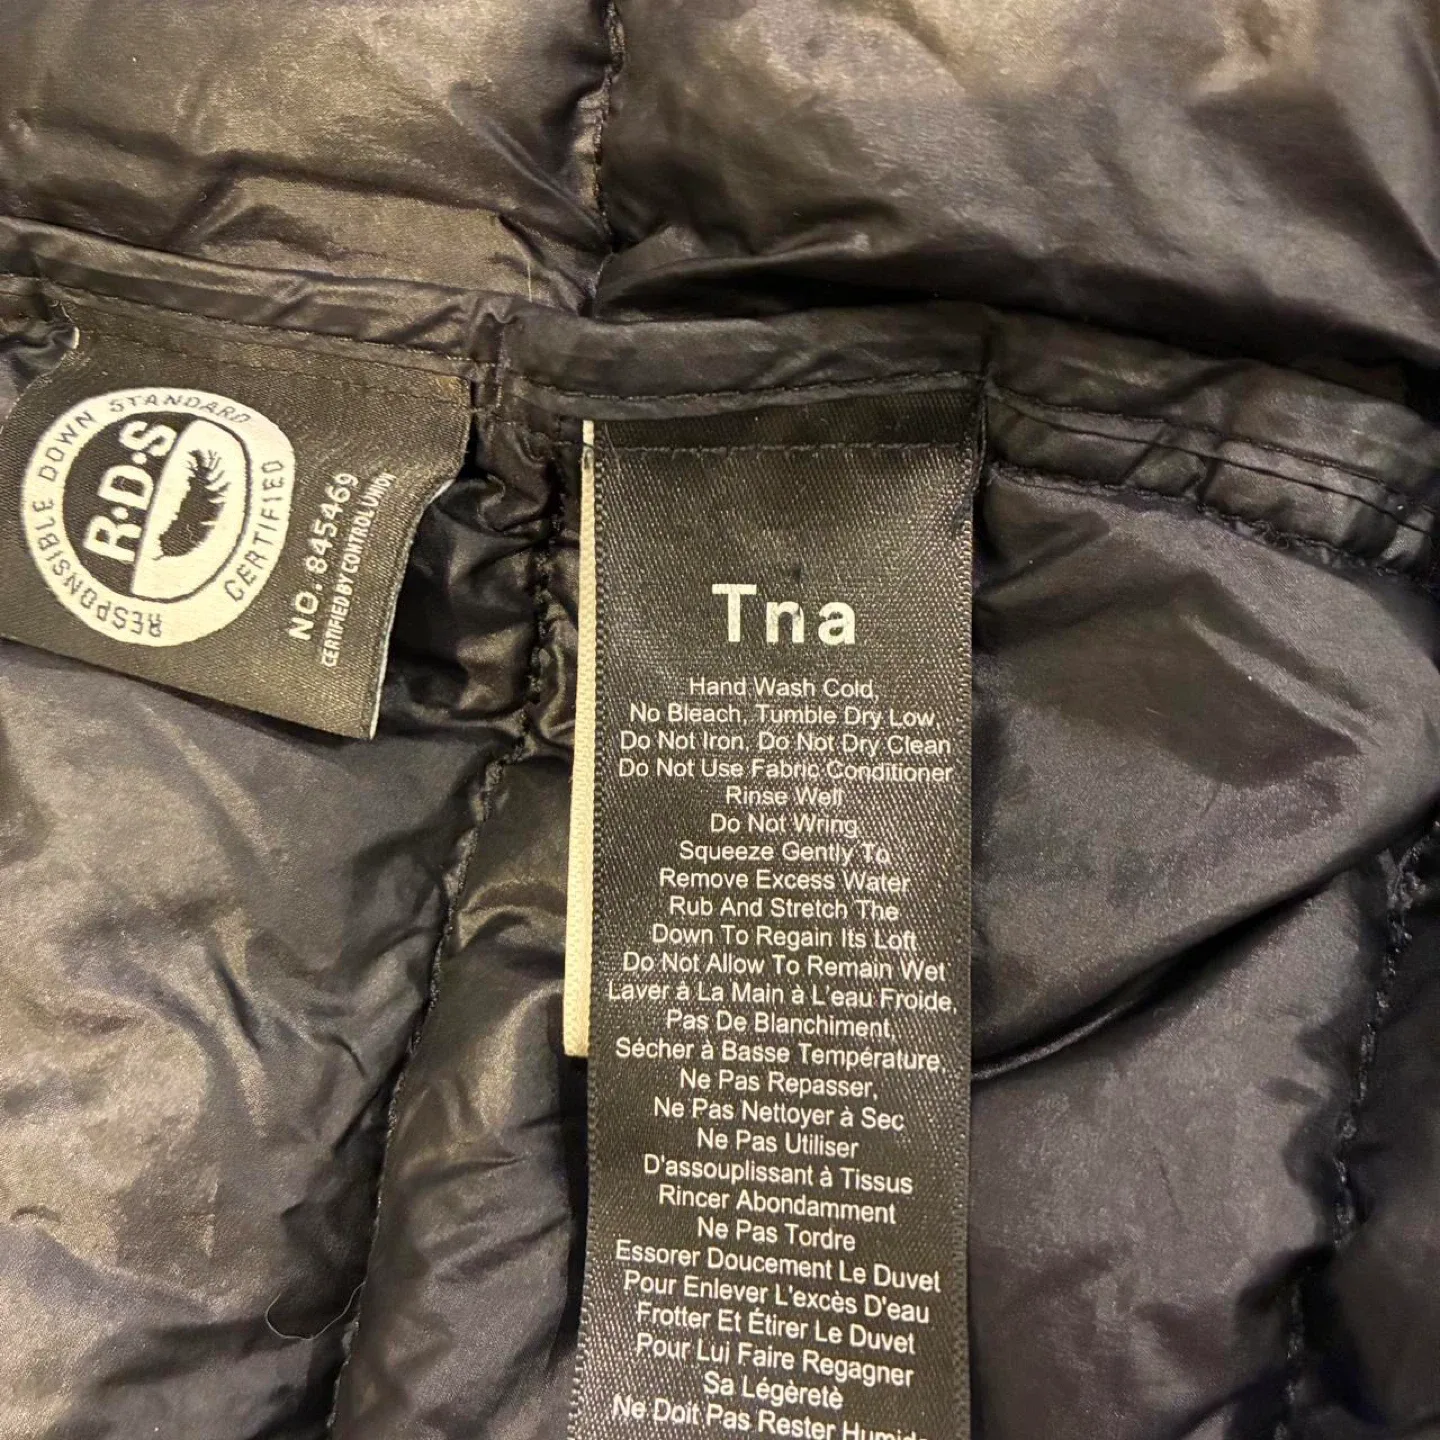 RESPONSIBLE DOWN STANDARD
R·D·S
CERTIFIED
NO. 845469
CERTIFIED BY CONTROL UNION
Tna
Hand Wash Cold,
No Bleach, Tumble Dry Low,
Do Not Iron, Do Not Dry Clean
Do Not Use Fabric Conditioner
Rinse Well
Do Not Wring
Squeeze Gently To
Remove Excess Water
Rub And Stretch The
Down To Regain Its Loft
Do Not Allow To Remain Wet
Laver à La Main à L'eau Froide,
Pas De Blanchiment,
Sécher à Basse Température,
Ne Pas Repasser,
Ne Pas Nettoyer à Sec
Ne Pas Utiliser
D'assouplissant à Tissus
Rincer Abondamment
Ne Pas Tordre
Essorer Doucement Le Duvet
Pour Enlever L'excès D'eau
Frotter Et Étirer Le Duvet
Pour Lui Faire Regagner
Sa Légèretè
Ne Doit Pas Rester